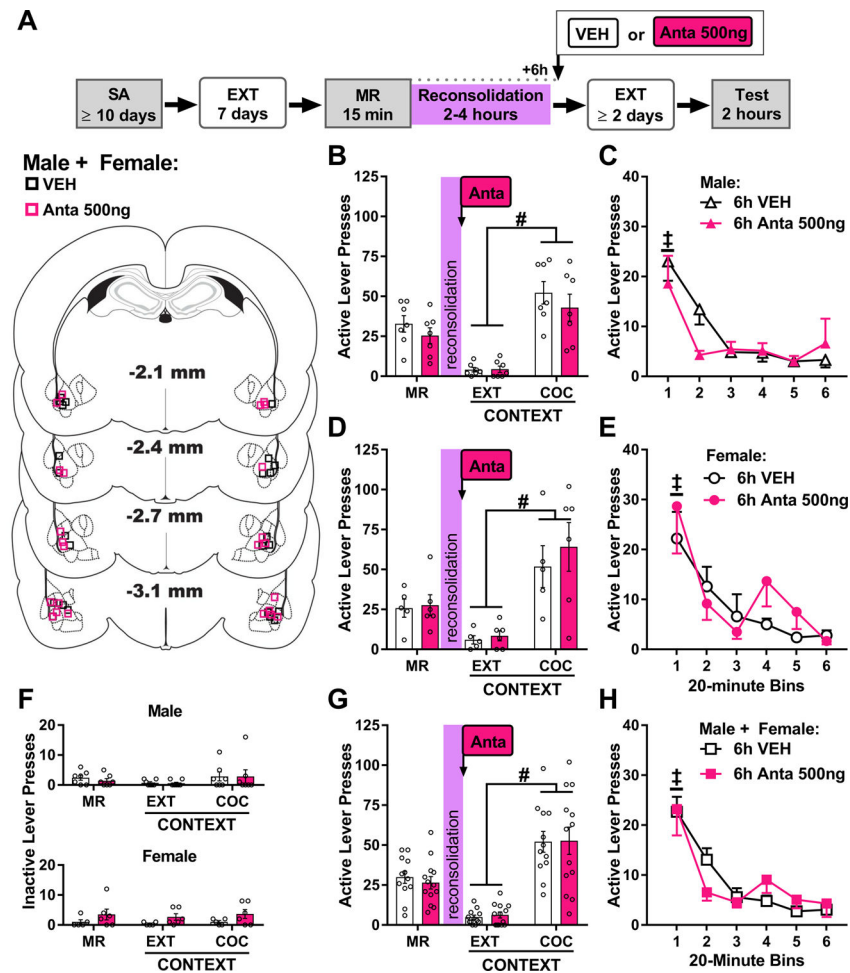 A
VEH or Anta 500ng
+6h
SA
≥ 10 days
EXT
7 days
MR
15 min
Reconsolidation
2-4 hours
EXT
≥ 2 days
Test
2 hours
Male + Female:
VEH
Anta 500ng
-2.1 mm
-2.4 mm
-2.7 mm
-3.1 mm
B
Active Lever Presses
125
100
75
50
25
0
reconsolidation
Anta
#
MR
EXT
COC
CONTEXT
C
Active Lever Presses
40
30
20
10
0
Male:
6h VEH
6h Anta 500ng
‡
1 2 3 4 5 6
D
Active Lever Presses
125
100
75
50
25
0
reconsolidation
Anta
#
MR
EXT
COC
CONTEXT
E
Active Lever Presses
40
30
20
10
0
Female:
6h VEH
6h Anta 500ng
‡
1 2 3 4 5 6
20-minute Bins
F
Inactive Lever Presses
Male
20
10
0
MR
EXT
COC
CONTEXT
Female
20
10
0
MR
EXT
COC
CONTEXT
G
Active Lever Presses
125
100
75
50
25
0
reconsolidation
Anta
#
MR
EXT
COC
CONTEXT
H
Active Lever Presses
40
30
20
10
0
Male + Female:
6h VEH
6h Anta 500ng
‡
1 2 3 4 5 6
20-Minute Bins